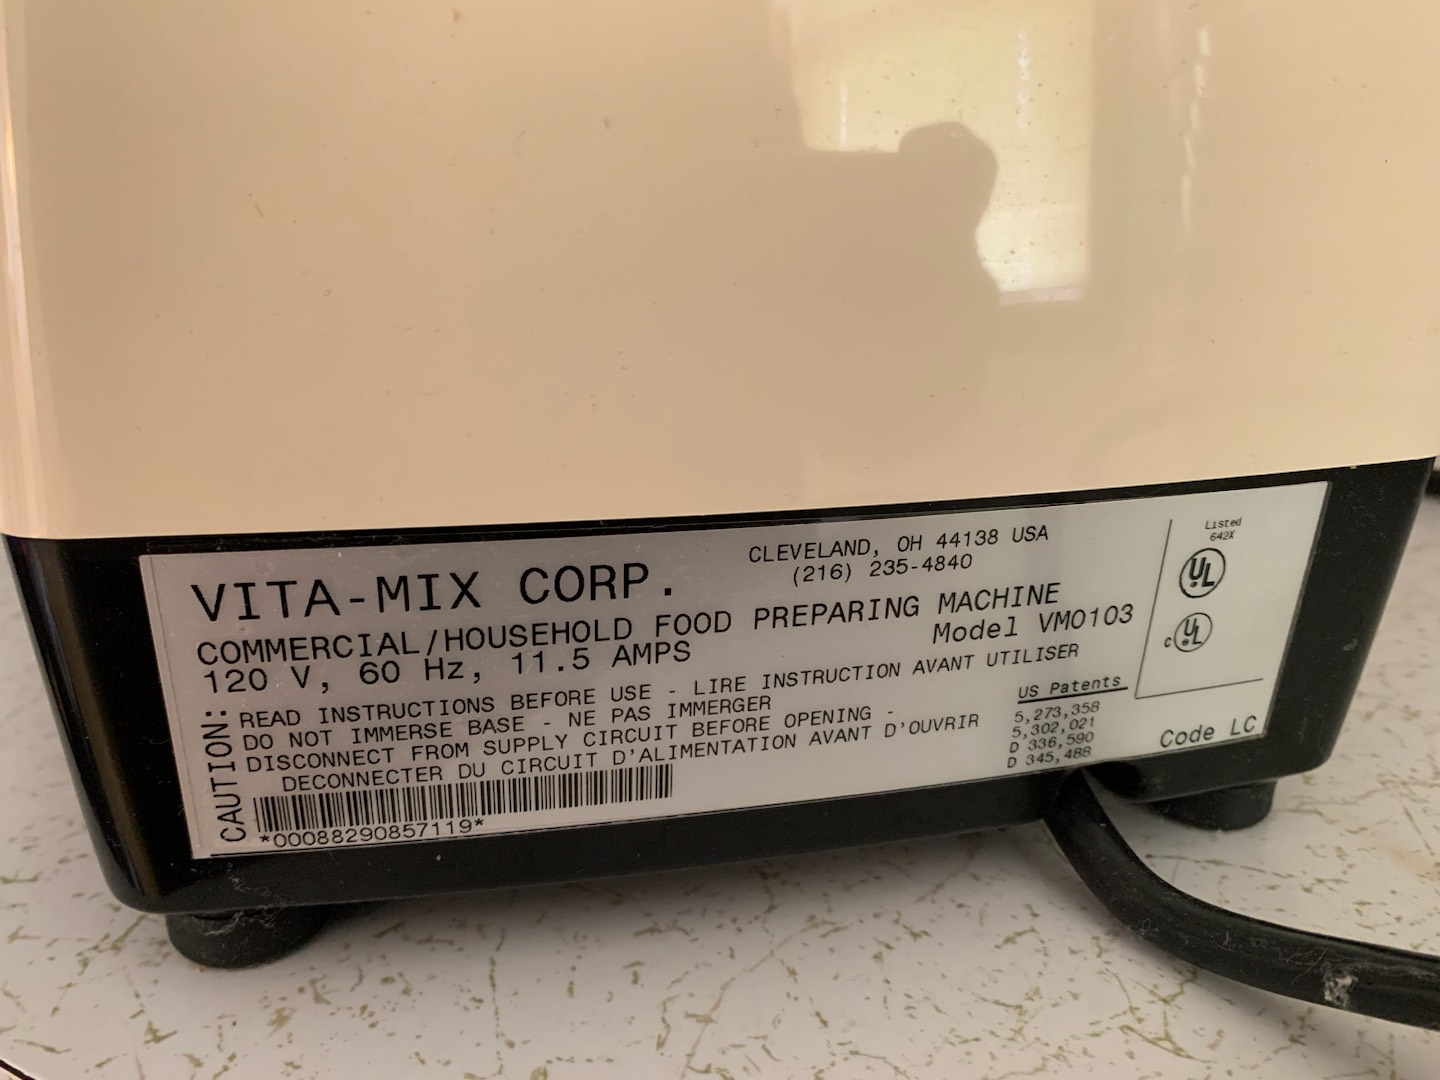 VITA-MIX CORP.
CLEVELAND, OH 44138 USA
(216) 235-4840
COMMERCIAL/HOUSEHOLD FOOD PREPARING MACHINE
120 V, 60 Hz, 11.5 AMPS
Model VM0103
CAUTION:
READ INSTRUCTIONS BEFORE USE - LIRE INSTRUCTION AVANT UTILISER
DO NOT IMMERSE BASE - NE PAS IMMERGER
DISCONNECT FROM SUPPLY CIRCUIT BEFORE OPENING -
DECONNECTER DU CIRCUIT D'ALIMENTATION AVANT D'OUVRIR
*00088290857119*
US Patents
5,273,358
5,302,021
D 336,590
D 345,488
Listed
642X
UL
c UL
Code LC